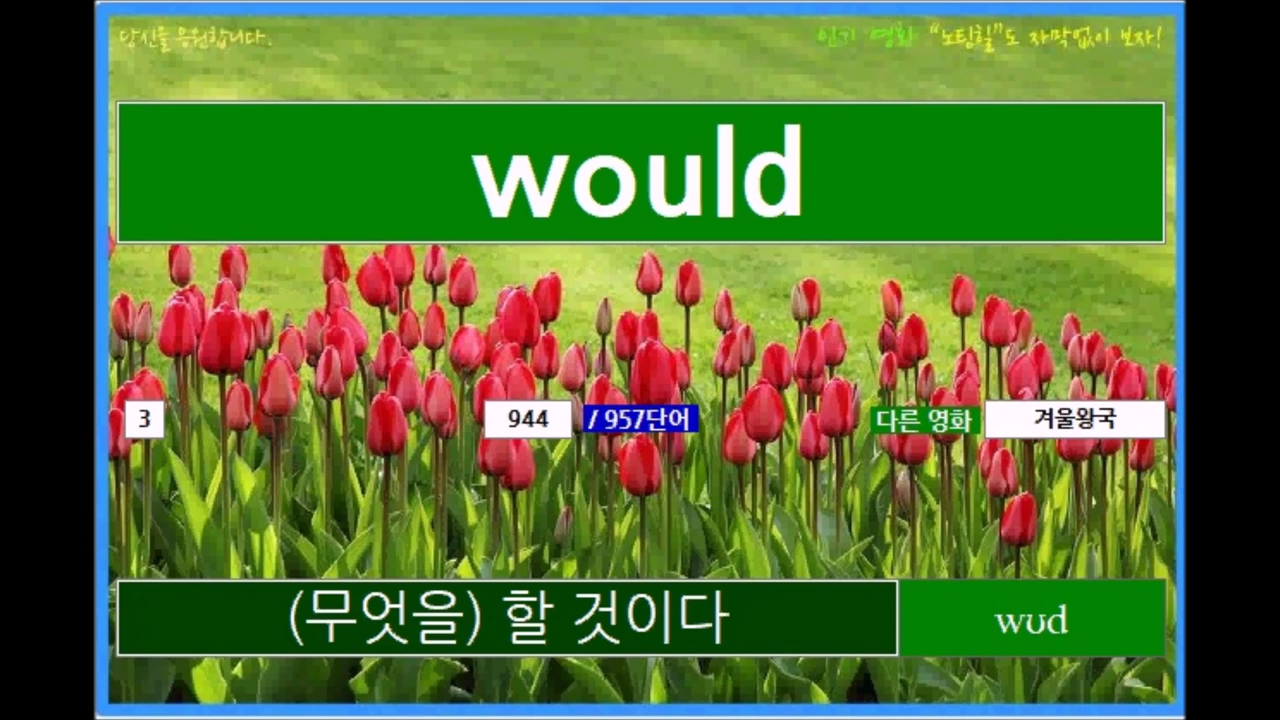 당신을 응원합니다.
인기 영화 “노팅힐”도 자막없이 보자!
would
3
944
/ 957단어
다른 영화
겨울왕국
(무엇을) 할 것이다
wʊd